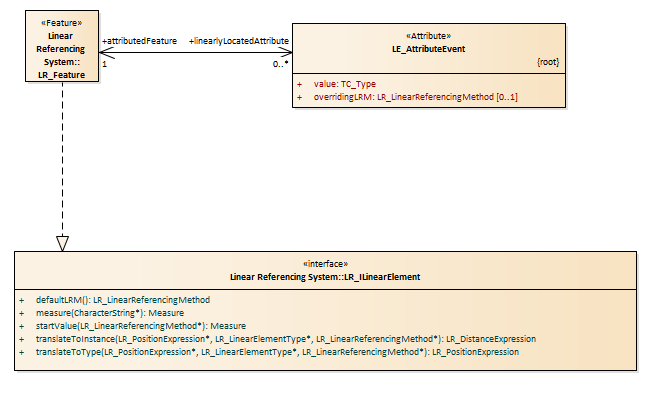 «Feature»
Linear
Referencing
System::
LR_Feature
+attributedFeature
+linearlyLocatedAttribute
1
0..*
«Attribute»
LE_AttributeEvent
{root}
+ value: TC_Type
+ overridingLRM: LR_LinearReferencingMethod [0..1]
«interface»
Linear Referencing System::LR_ILinearElement
+ defaultLRM(): LR_LinearReferencingMethod
+ measure(CharacterString*): Measure
+ startValue(LR_LinearReferencingMethod*): Measure
+ translateToInstance(LR_PositionExpression*, LR_LinearElementType*, LR_LinearReferencingMethod*): LR_DistanceExpression
+ translateToType(LR_PositionExpression*, LR_LinearElementType*, LR_LinearReferencingMethod*): LR_PositionExpression